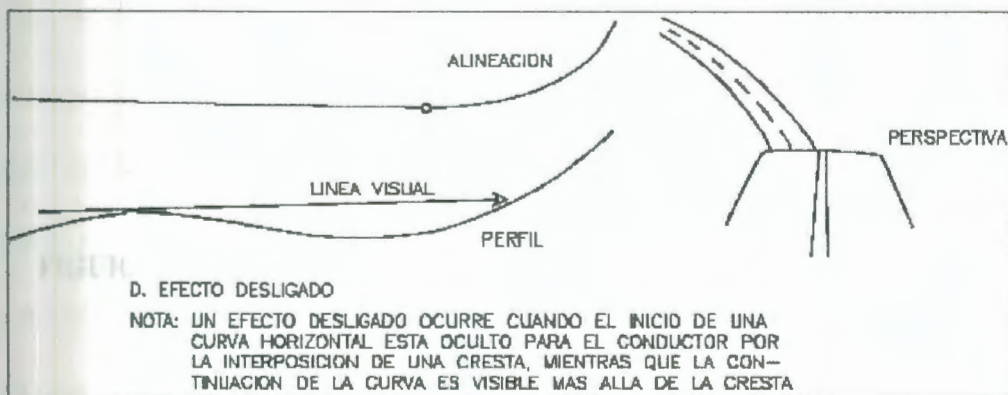 ALINEACION
PERSPECTIVA
LINEA VISUAL
PERFIL
D. EFECTO DESLIGADO
NOTA: UN EFECTO DESLIGADO OCURRE CUANDO EL INICIO DE UNA
CURVA HORIZONTAL ESTA OCULTO PARA EL CONDUCTOR POR
LA INTERPOSICION DE UNA CRESTA, MIENTRAS QUE LA CON-
TINUACION DE LA CURVA ES VISIBLE MAS ALLA DE LA CRESTA